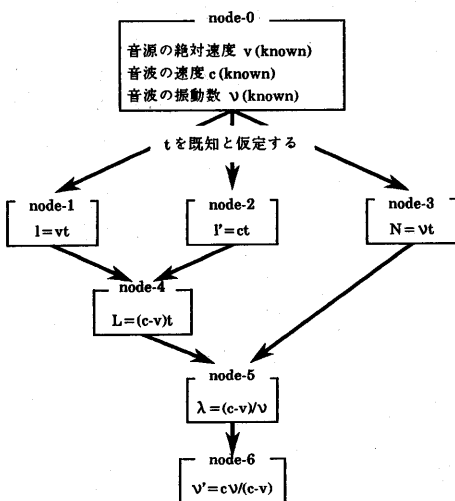 node-0
音源の絶対速度 v (known)
音波の速度 c (known)
音波の振動数 ν (known)
t を既知と仮定する
node-1
l=vt
node-2
l'=ct
node-3
N=νt
node-4
L=(c-v)t
node-5
λ=(c-v)/ν
node-6
ν'=cν/(c-v)